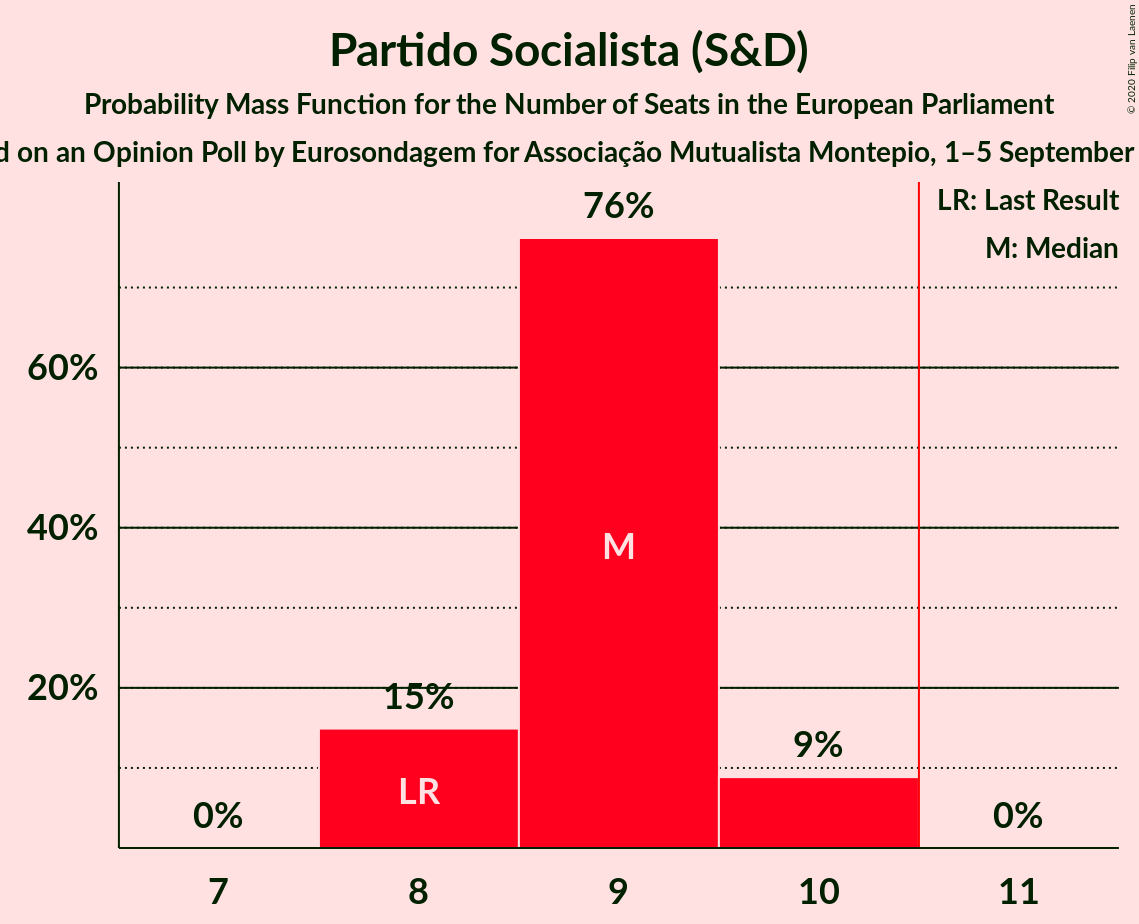 Partido Socialista (S&D)
Probability Mass Function for the Number of Seats in the European Parliament
on an Opinion Poll by Eurosondagem for Associação Mutualista Montepio, 1–5 September
© 2020 Filip van Laenen
LR: Last Result
M: Median
76%
60%
40%
M
20%
15%
9%
LR
0%
0%
7
8
9
10
11